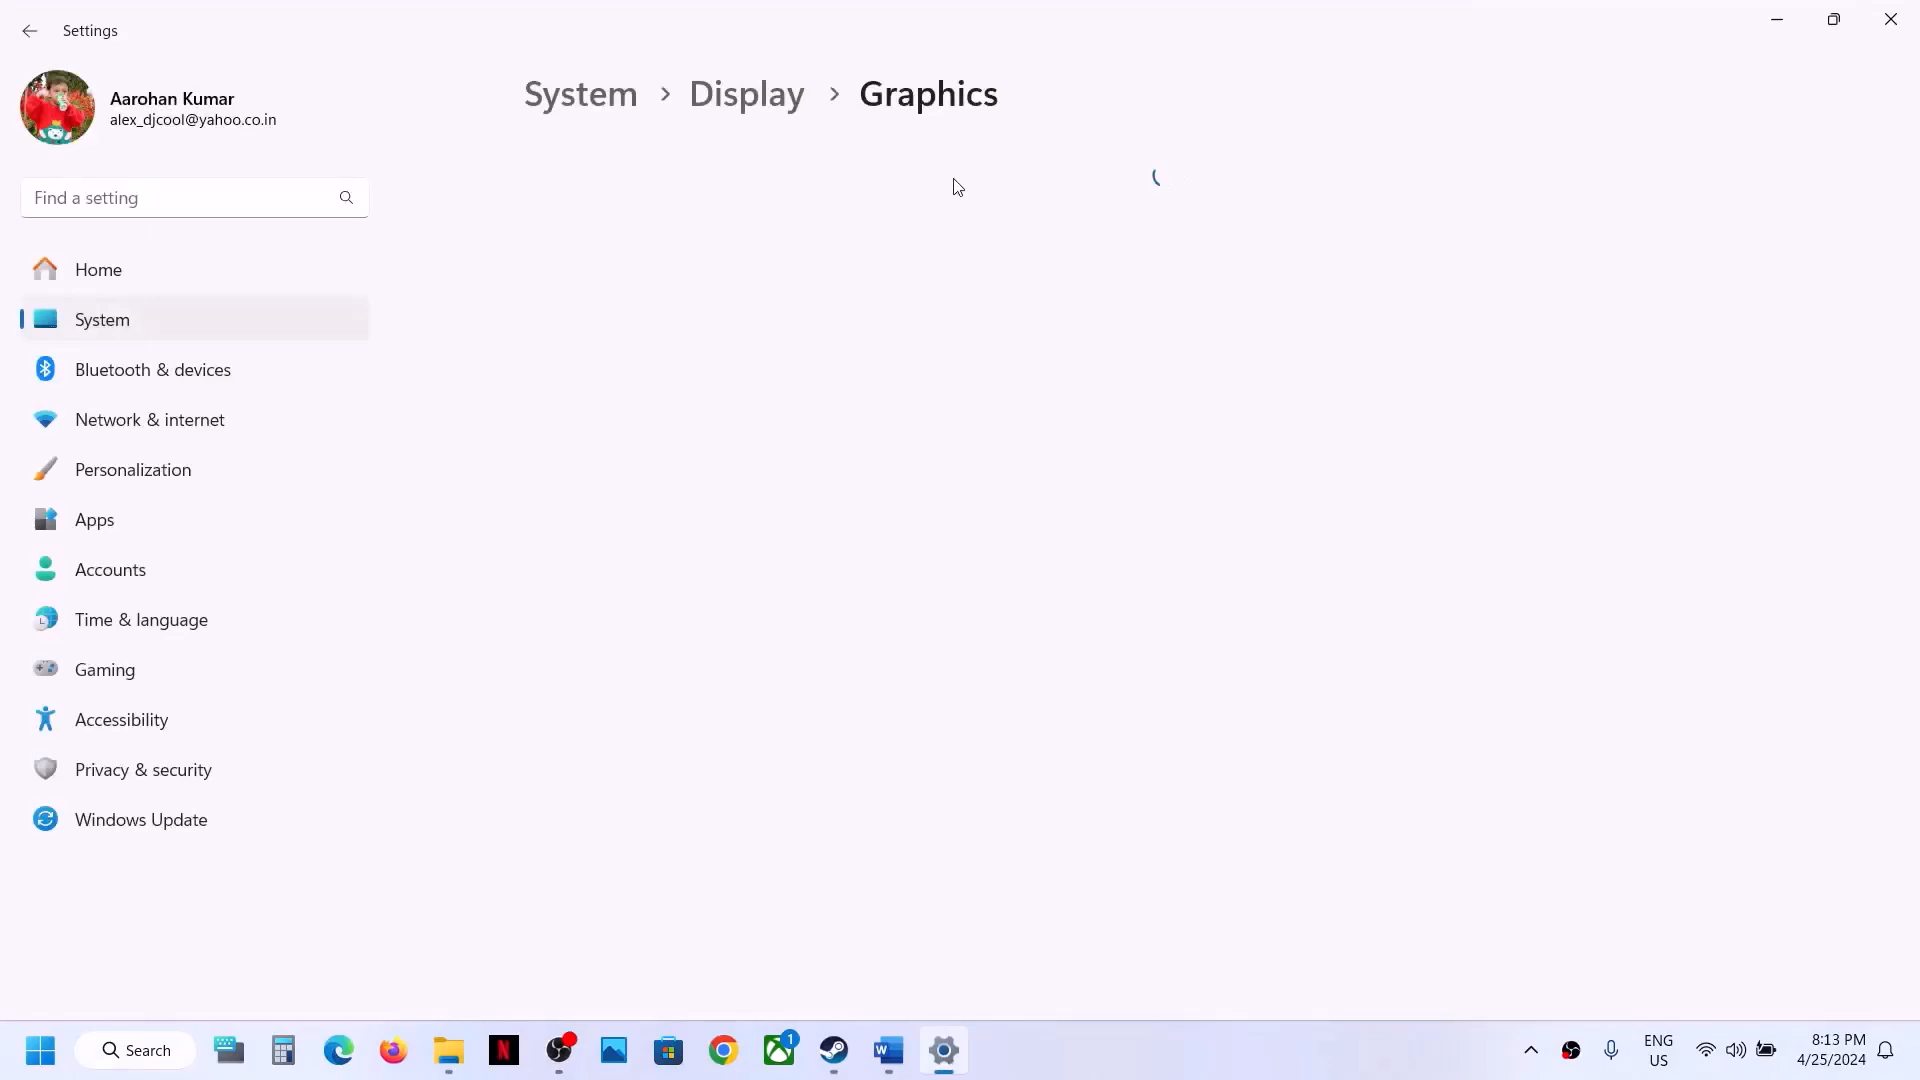 Settings
Aarohan Kumar
alex_djcool@yahoo.co.in
System > Display > Graphics
Find a setting
Home
System
Bluetooth & devices
Network & internet
Personalization
Apps
Accounts
Time & language
Gaming
Accessibility
Privacy & security
Windows Update
Search
1
ENG
US
8:13 PM
4/25/2024